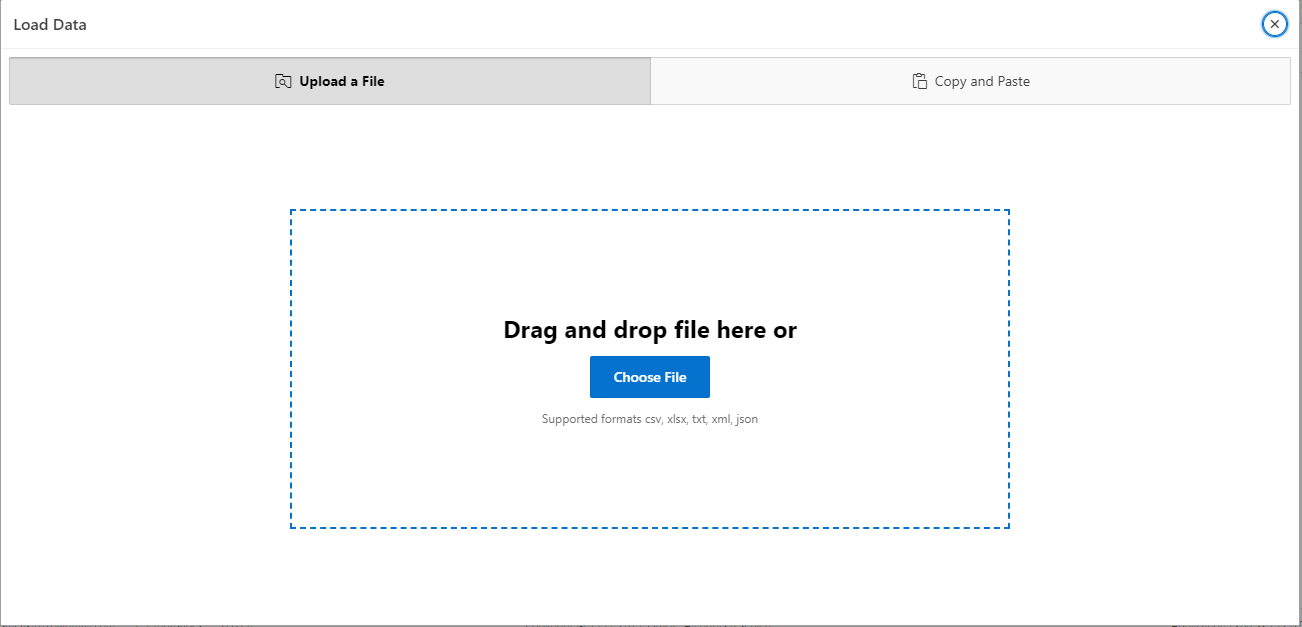 Load Data
Upload a File
Copy and Paste
Drag and drop file here or
Choose File
Supported formats csv, xlsx, txt, xml, json